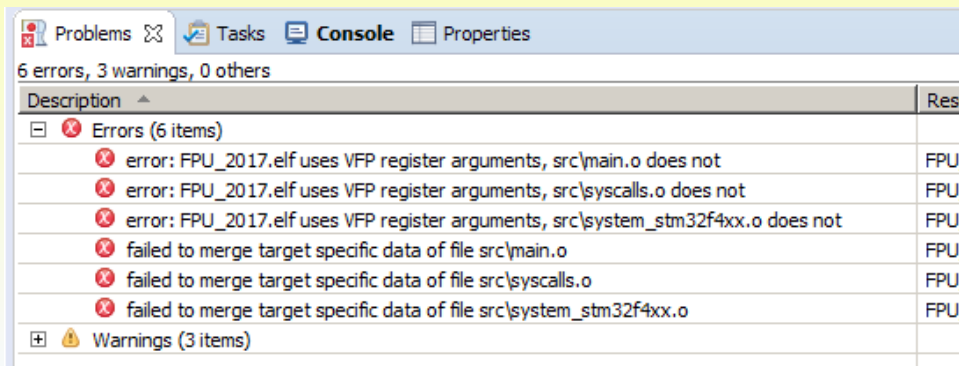 Problems Tasks Console Properties
6 errors, 3 warnings, 0 others
Description Res
Errors (6 items)
error: FPU_2017.elf uses VFP register arguments, src\main.o does not FPU
error: FPU_2017.elf uses VFP register arguments, src\syscalls.o does not FPU
error: FPU_2017.elf uses VFP register arguments, src\system_stm32f4xx.o does not FPU
failed to merge target specific data of file src\main.o FPU
failed to merge target specific data of file src\syscalls.o FPU
failed to merge target specific data of file src\system_stm32f4xx.o FPU
Warnings (3 items)